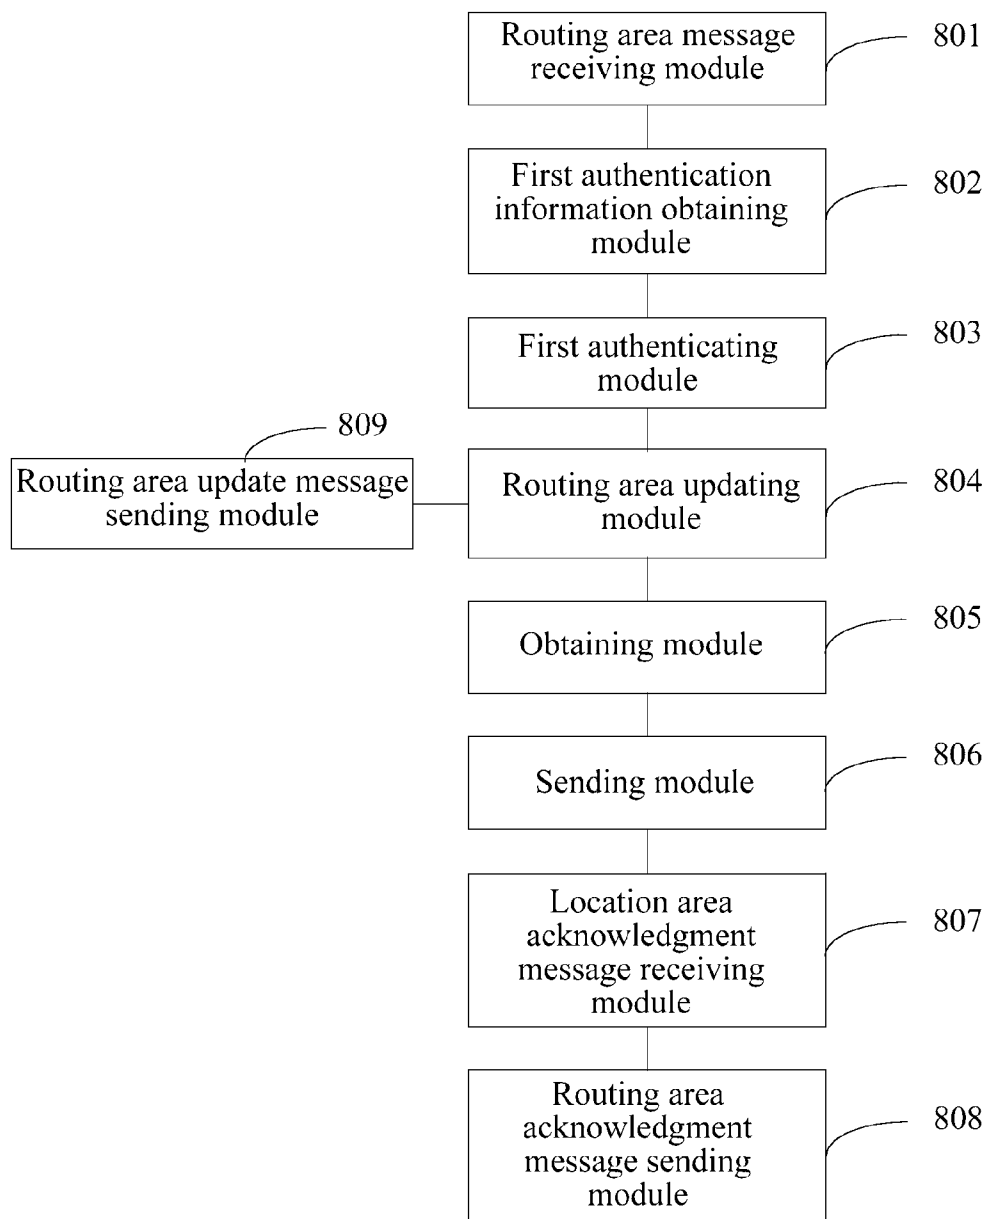 Routing area message
receiving module
801
First authentication
information obtaining
module
802
First authenticating
module
803
809
Routing area update message
sending module
Routing area updating
module
804
Obtaining module
805
Sending module
806
Location area
acknowledgment
message receiving
module
807
Routing area
acknowledgment
message sending
module
808